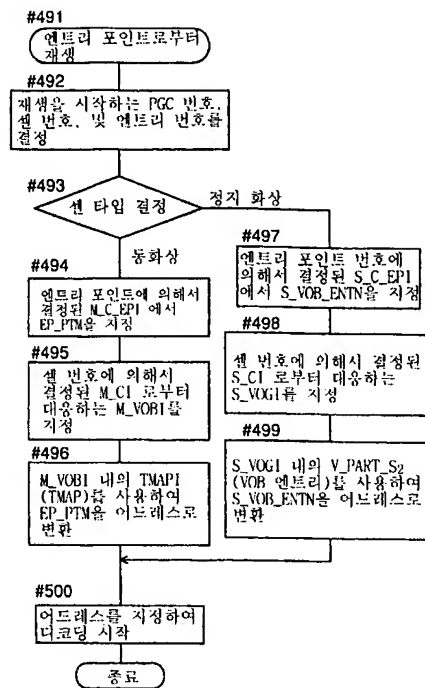 #491
엔트리 포인트로부터
재생
#492
재생을 시작하는 PGC 번호,
셀 번호, 및 엔트리 번호를
결정
#493
셀 타입 결정
정지 화상
동화상
#494
엔트리 포인트에 의해서
결정된 M_C_EPI 에서
EP_PTM을 지정
#495
셀 번호에 의해서
결정된 M_CI 로부터
대응하는 M_VOBI를
지정
#496
M_VOBI 내의 TMAPI
(TMAP)를 사용하여
EP_PTM을 어드레스로
변환
#497
엔트리 포인트 번호에
의해서 결정된 S_C_EPI
에서 S_VOB_ENTN을 지정
#498
셀 번호에 의해서 결정된
S_CI 로부터 대응하는
S_VOGI를 지정
#499
S_VOGI 내의 V_PART_S2
(VOB 엔트리)를 사용하여
S_VOB_ENTN을 어드레스로
변환
#500
어드레스를 지정하여
디코딩 시작
종료